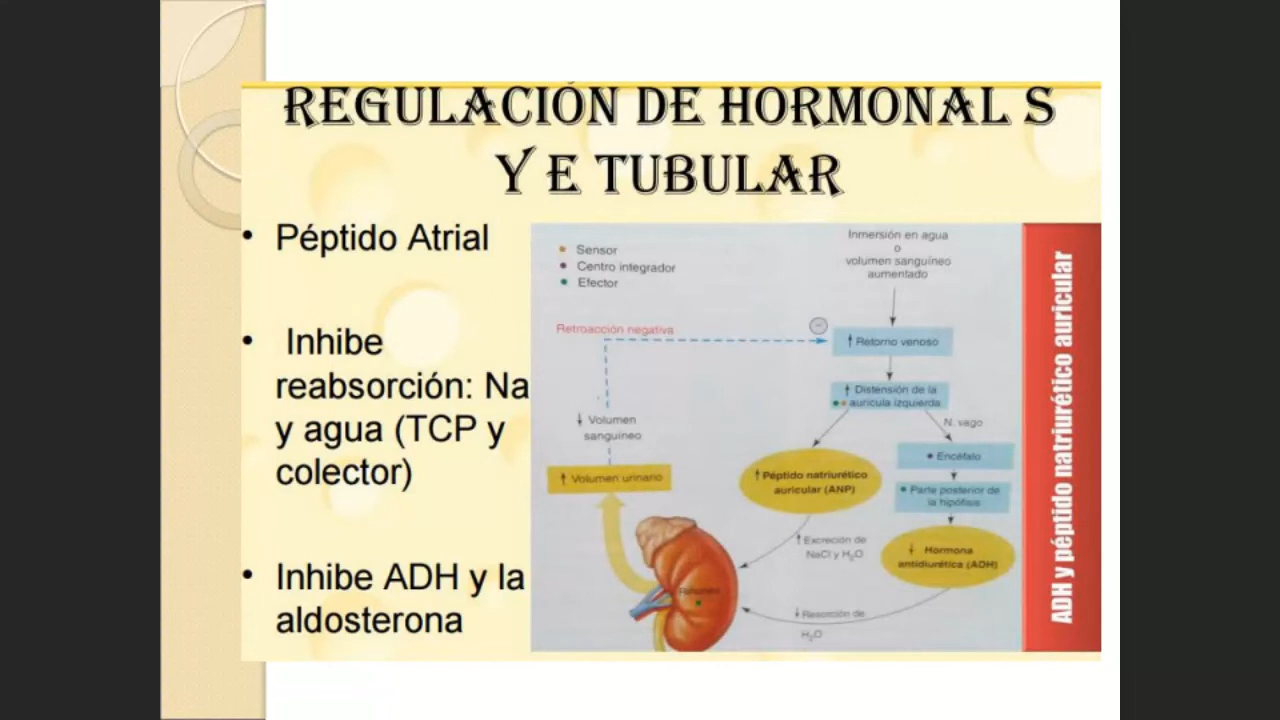 REGULACIÓN DE HORMONAL S
Y E TUBULAR
• Péptido Atrial
• Inhibe
reabsorción: Na
y agua (TCP y
colector)
• Inhibe ADH y la
aldosterona
Sensor
Centro integrador
Efector
Inmersión en agua
o
volumen sanguíneo
aumentado
Retroacción negativa
−
↑ Retorno venoso
↑ Distensión de la
aurícula izquierda
N. vago
↓ Volumen
sanguíneo
↑ Volumen urinario
↑ Péptido natriurético
auricular (ANP)
Encéfalo
Parte posterior de
la hipófisis
↑ Excreción de
NaCl y H₂O
↓ Hormona
antidiurética (ADH)
Riñones
↓ Resorción de
H₂O
ADH y péptido natriurético auricular